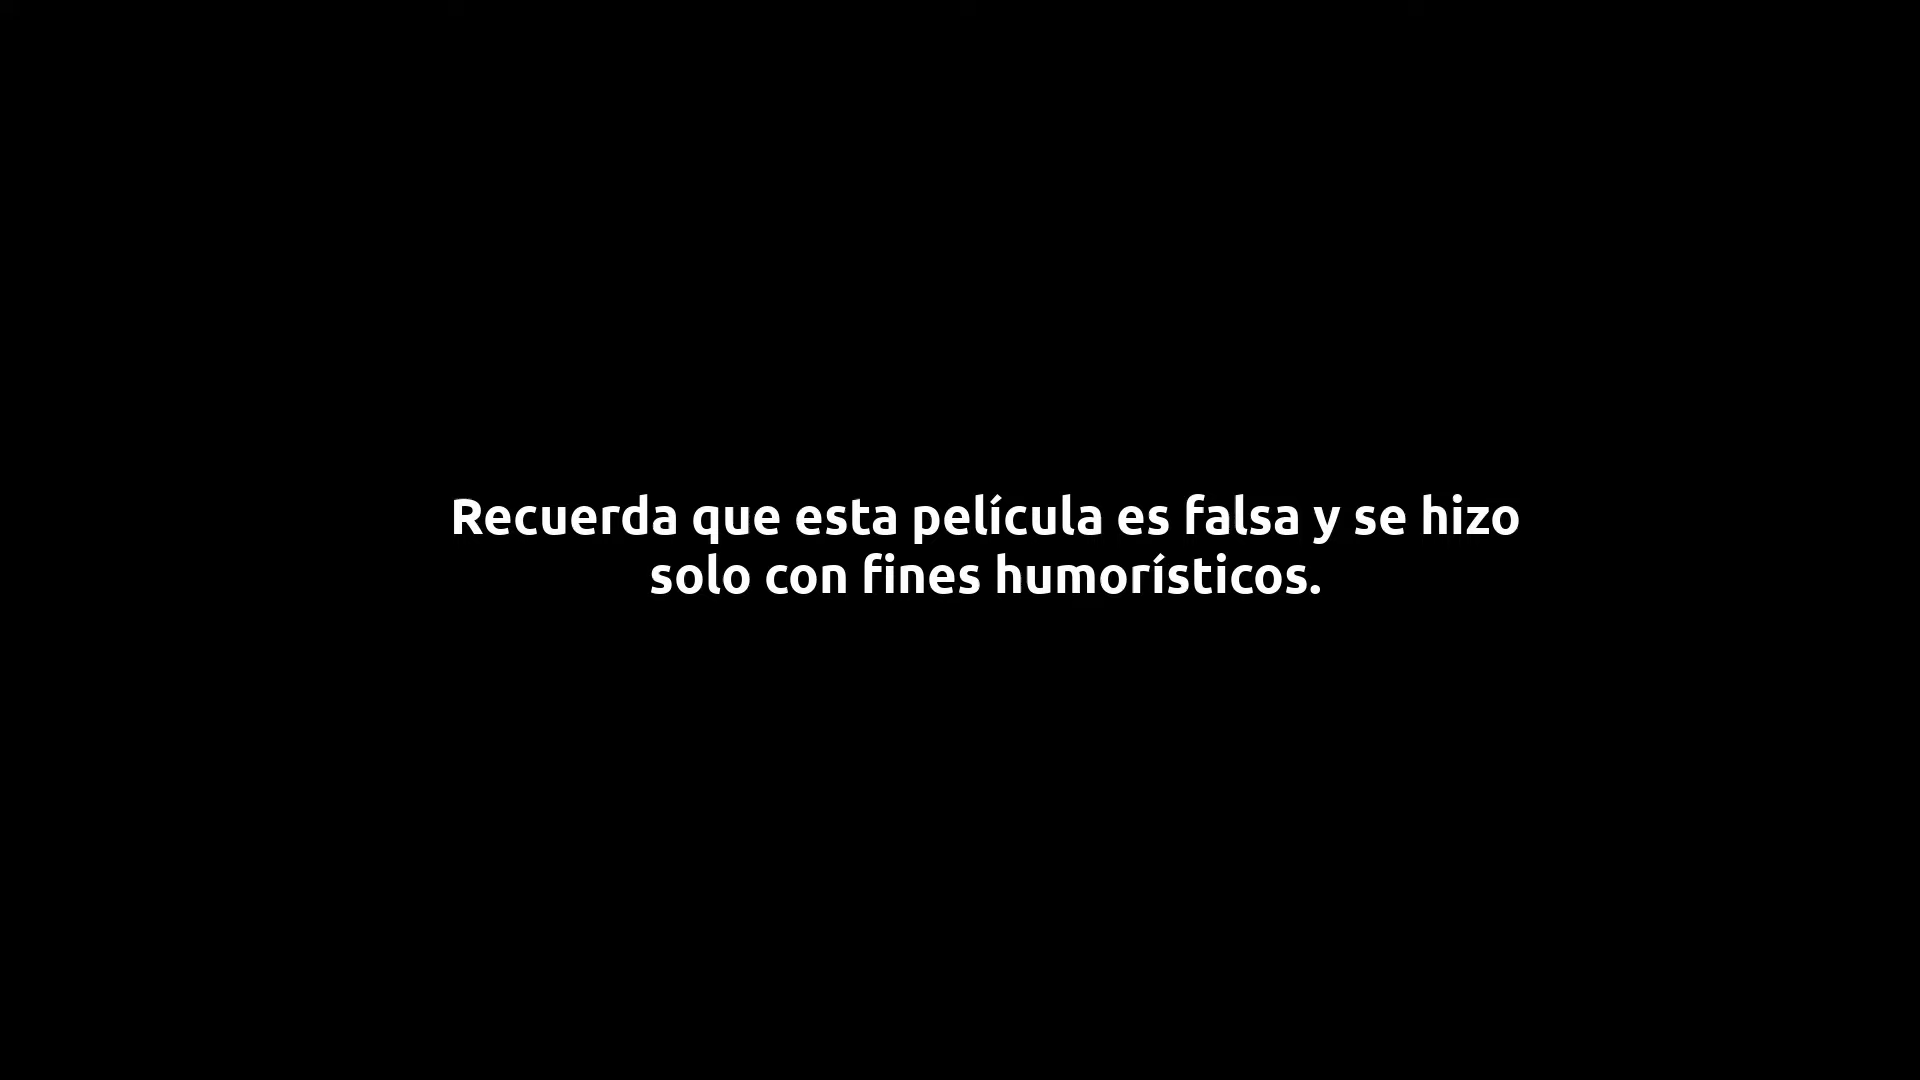 Recuerda que esta película es falsa y se hizo
solo con fines humorísticos.